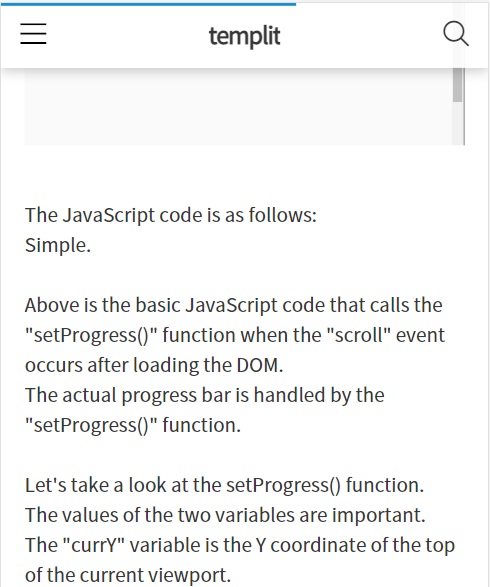 templit
The JavaScript code is as follows:
Simple.
Above is the basic JavaScript code that calls the
"setProgress()" function when the "scroll" event
occurs after loading the DOM.
The actual progress bar is handled by the
"setProgress()" function.
Let's take a look at the setProgress() function.
The values of the two variables are important.
The "currY" variable is the Y coordinate of the top
of the current viewport.